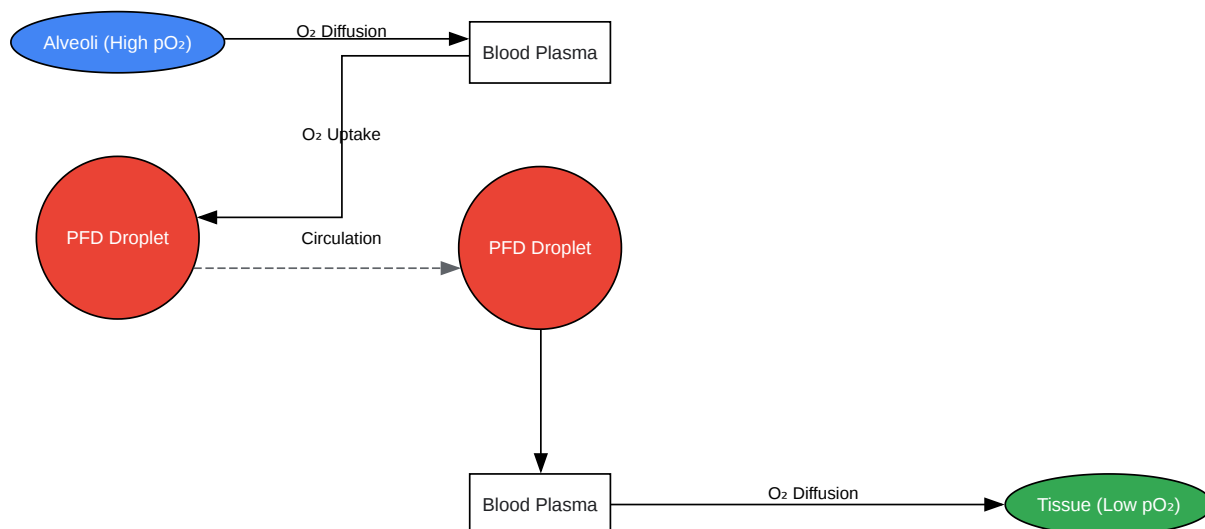 Alveoli (High pO₂)
O₂ Diffusion
Blood Plasma
O₂ Uptake
PFD Droplet
Circulation
PFD Droplet
Blood Plasma
O₂ Diffusion
Tissue (Low pO₂)